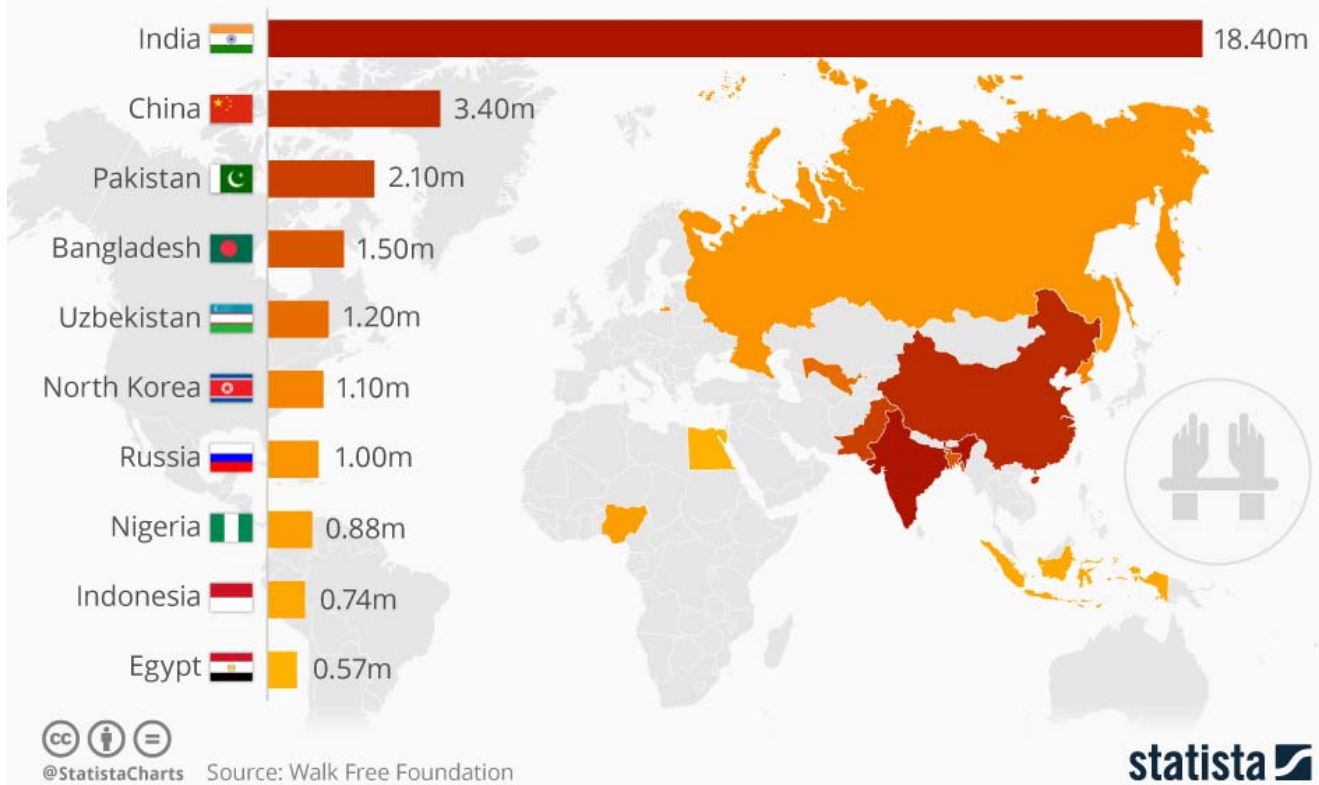 India 18.40m
China 3.40m
Pakistan 2.10m
Bangladesh 1.50m
Uzbekistan 1.20m
North Korea 1.10m
Russia 1.00m
Nigeria 0.88m
Indonesia 0.74m
Egypt 0.57m
cc
@StatistaCharts Source: Walk Free Foundation
statista